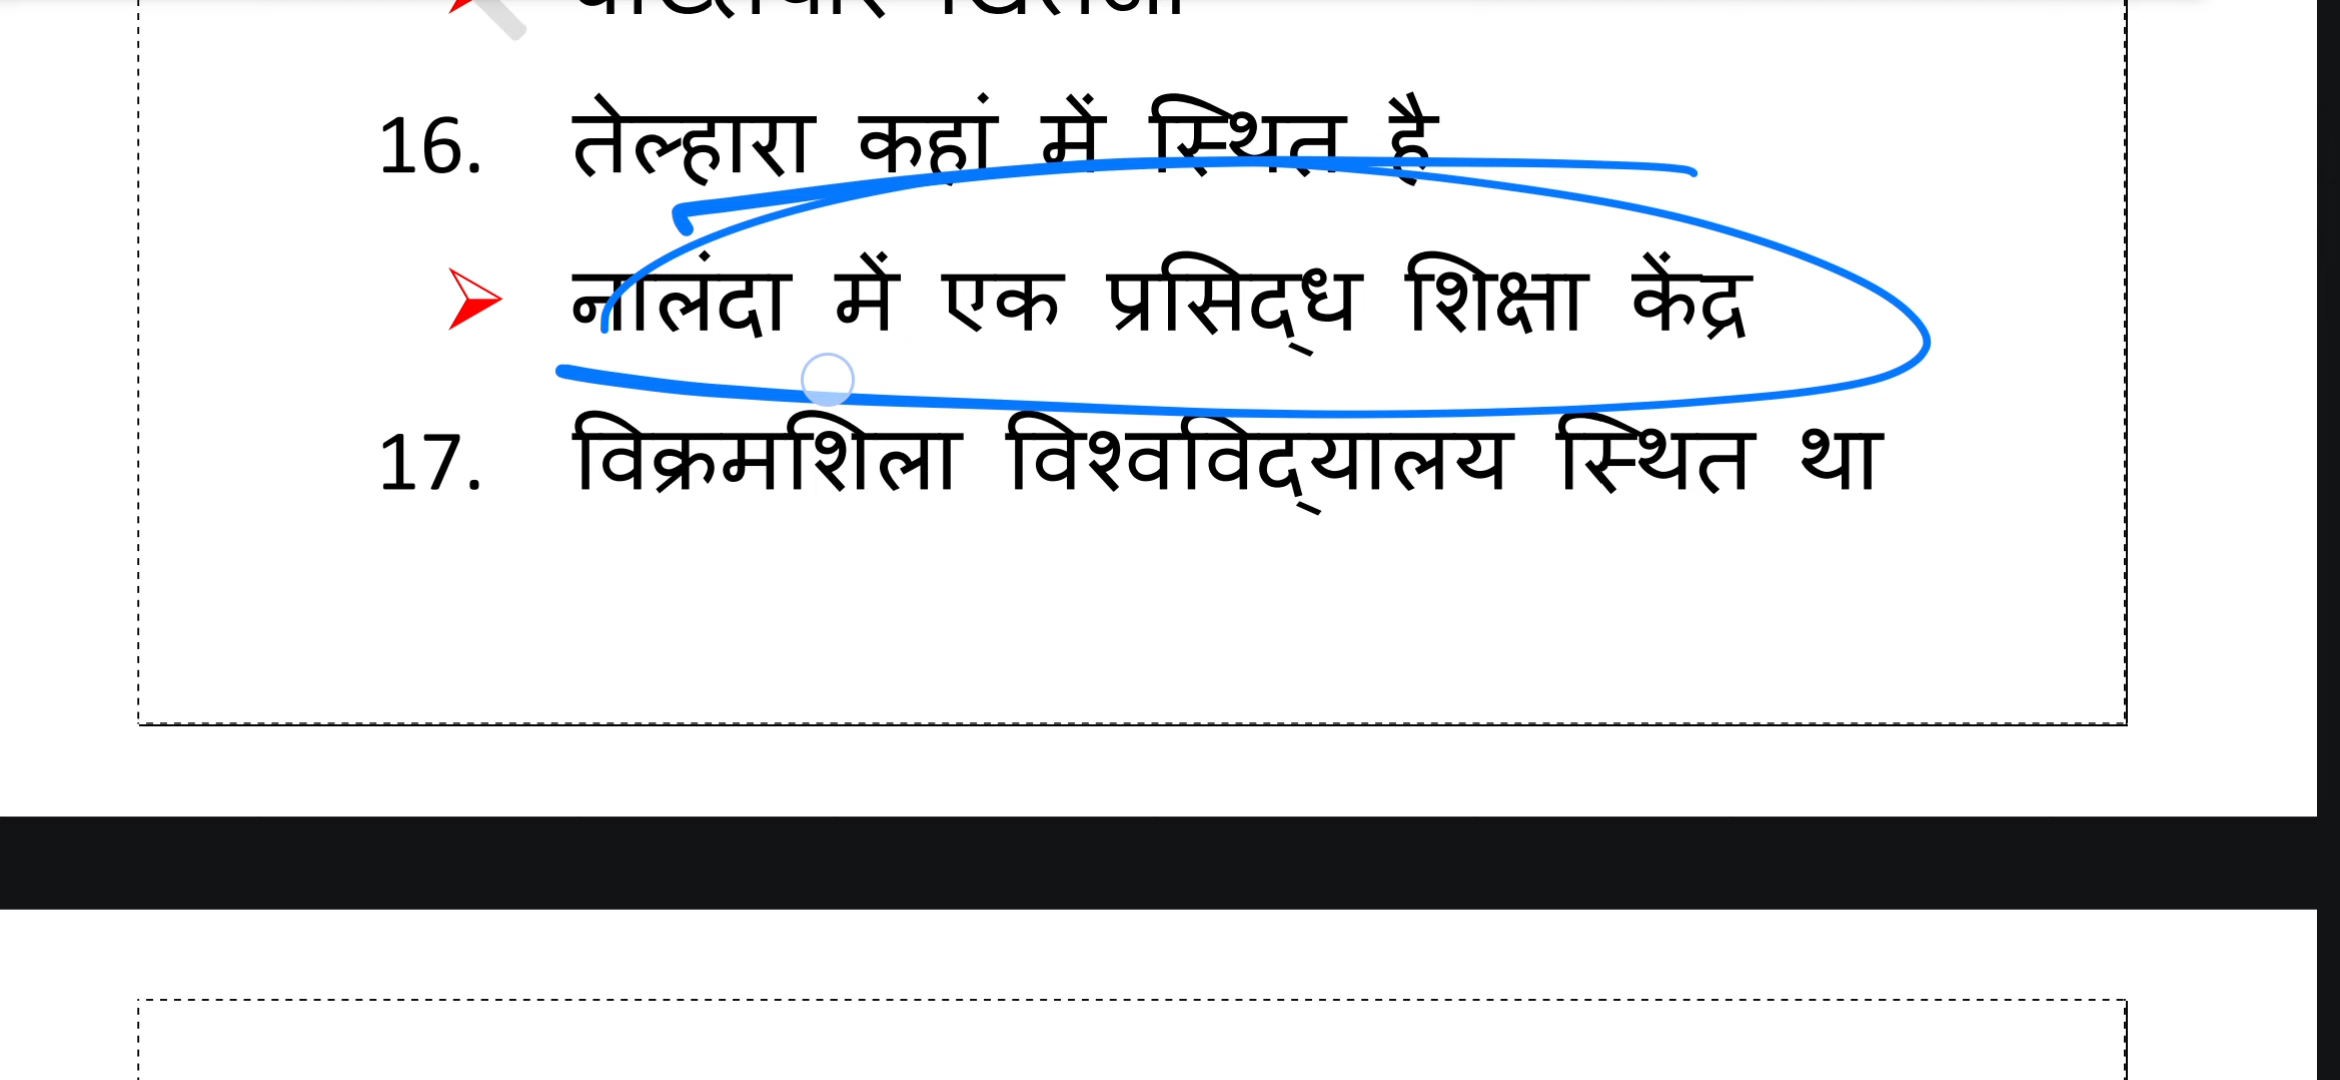 16. तेल्हारा कहां में स्थित है
नालंदा में एक प्रसिद्ध शिक्षा केंद्र
17. विक्रमशिला विश्वविद्यालय स्थित था